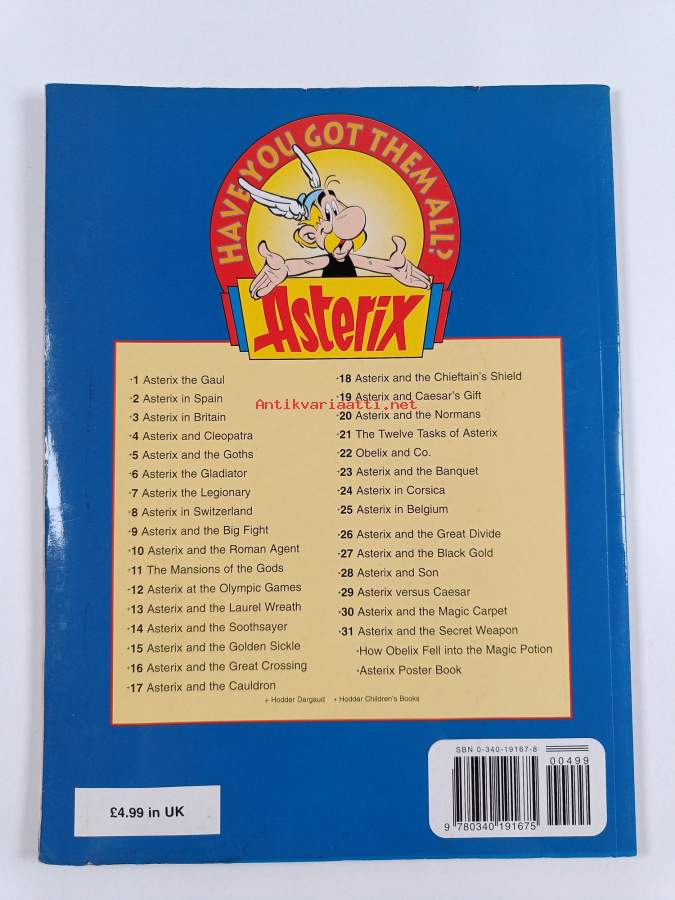 HAVE YOU GOT THEM ALL?
Asterix
·1 Asterix the Gaul
·2 Asterix in Spain
·3 Asterix in Britain
·4 Asterix and Cleopatra
·5 Asterix and the Goths
·6 Asterix the Gladiator
·7 Asterix the Legionary
·8 Asterix in Switzerland
·9 Asterix and the Big Fight
·10 Asterix and the Roman Agent
·11 The Mansions of the Gods
·12 Asterix at the Olympic Games
·13 Asterix and the Laurel Wreath
·14 Asterix and the Soothsayer
·15 Asterix and the Golden Sickle
·16 Asterix and the Great Crossing
·17 Asterix and the Cauldron
·18 Asterix and the Chieftain's Shield
·19 Asterix and Caesar's Gift
·20 Asterix and the Normans
·21 The Twelve Tasks of Asterix
·22 Obelix and Co.
·23 Asterix and the Banquet
·24 Asterix in Corsica
·25 Asterix in Belgium
·26 Asterix and the Great Divide
·27 Asterix and the Black Gold
·28 Asterix and Son
·29 Asterix versus Caesar
·30 Asterix and the Magic Carpet
·31 Asterix and the Secret Weapon
·How Obelix Fell into the Magic Potion
·Asterix Poster Book
+ Hodder Dargaud • Hodder Children's Books
Antikvariaatti.net
£4.99 in UK
SBN 0-340-19167-8
00499
9 780340 191675